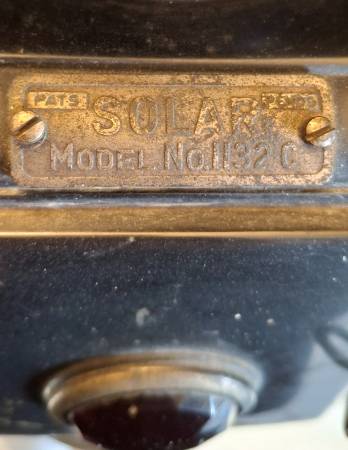 PATS SOLAR PEND
MODEL NO. 1132 C